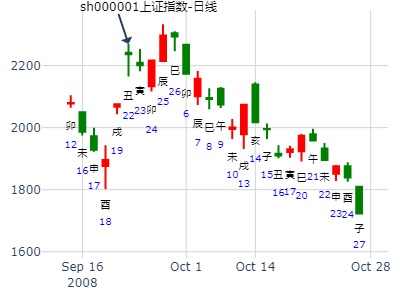 sh000001上证指数-日线
2200
2000
1800
1600
卯
12
未
16
申
17
酉
18
戌
19
丑
22
寅
23
卯
24
辰
25
巳
26
卯
6
辰
7
巳
8
午
9
未
10
戌
13
亥
14
子
15
丑
16
寅
17
巳
20
午
21
未
22
申
23
酉
24
子
27
Sep 16
2008
Oct 1
Oct 14
Oct 28